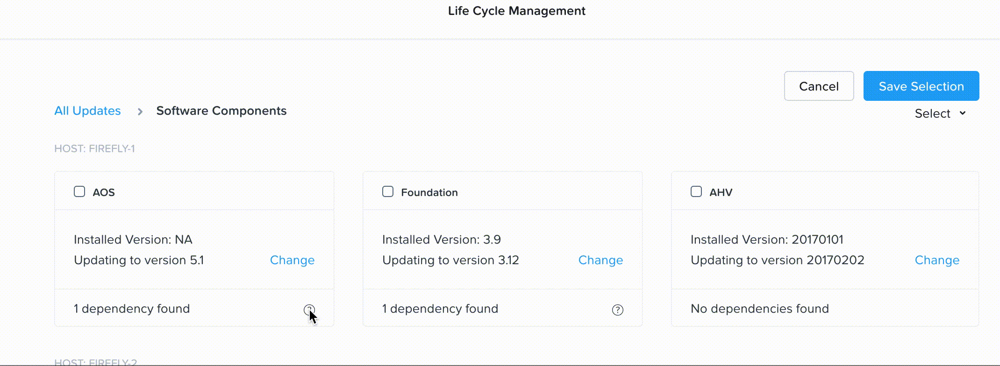 Life Cycle Management
Cancel
Save Selection
All Updates > Software Components
Select
HOST: FIREFLY-1
AOS
Foundation
AHV
Installed Version: NA
Installed Version: 3.9
Installed Version: 20170101
Updating to version 5.1 Change
Updating to version 3.12 Change
Updating to version 20170202 Change
1 dependency found ?
1 dependency found ?
No dependencies found
HOST: FIREFLY-2